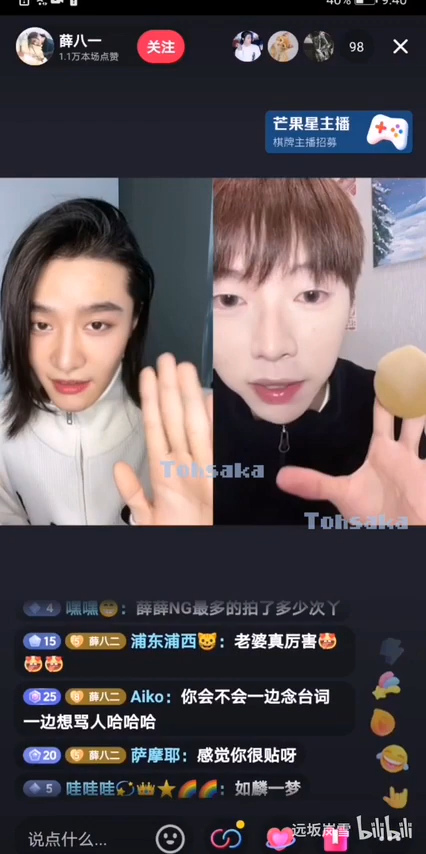 46% 9:40
薛八一
1.1万本场点赞
关注
98
芒果星主播
棋牌主播招募
Tohsaka
Tohsaka
4 嘿嘿😁：薛薛NG最多的拍了多少次丫
15 薛八二 浦东浦西😺：老婆真厉害🥰
🥰🥰
25 薛八二 Aiko：你会不会一边念台词
一边想骂人哈哈哈
20 薛八二 萨摩耶：感觉你很贴呀
5 哇哇哇💫👑⭐🌈🌈：如麟一梦
说点什么...
远坂岚雪
bilibili